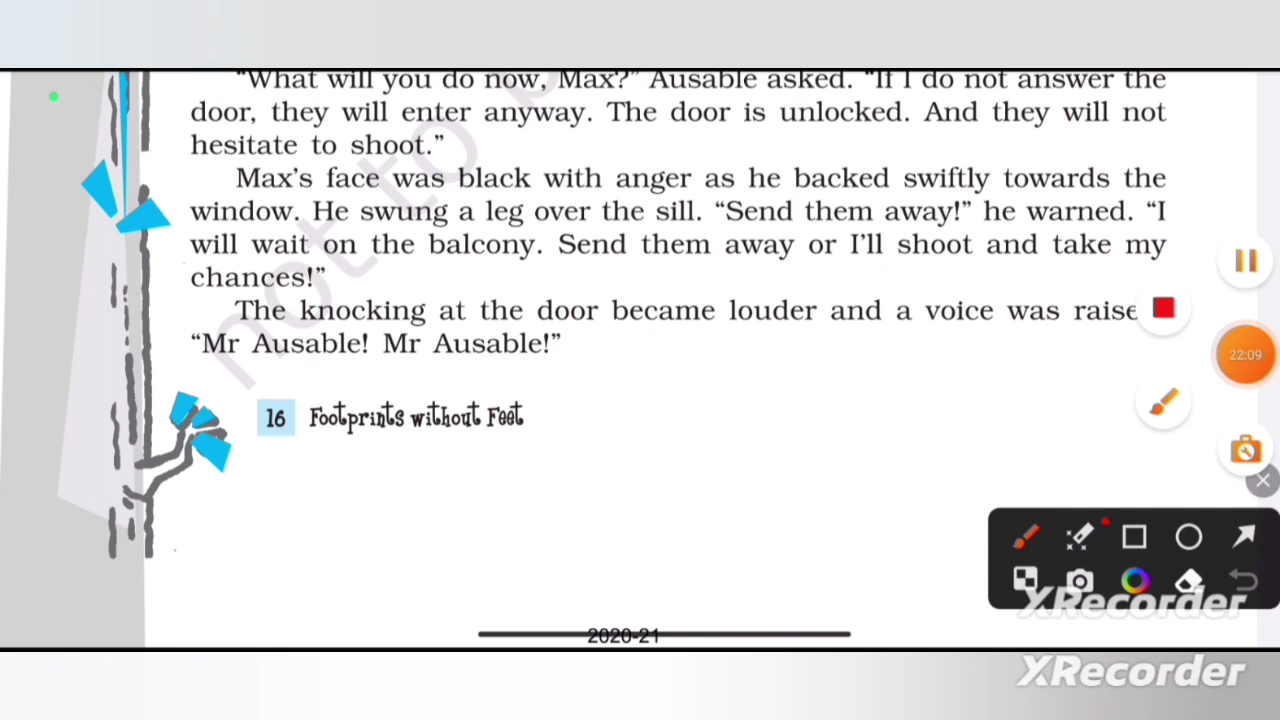 “What will you do now, Max?” Ausable asked. “If I do not answer the
door, they will enter anyway. The door is unlocked. And they will not
hesitate to shoot.”
Max’s face was black with anger as he backed swiftly towards the
window. He swung a leg over the sill. “Send them away!” he warned. “I
will wait on the balcony. Send them away or I’ll shoot and take my
chances!”
The knocking at the door became louder and a voice was raise
“Mr Ausable! Mr Ausable!”
22:09
16 Footprints without Feet
not to b
XRecorder
2020-21
XRecorder